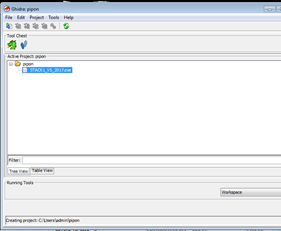 Ghidra: pipon
File Edit Project Tools Help
Tool Chest
Active Project: pipon
pipon
Filter:
Tree View Table View
Running Tools
Workspace
Creating project: C:\Users\admin\pipon